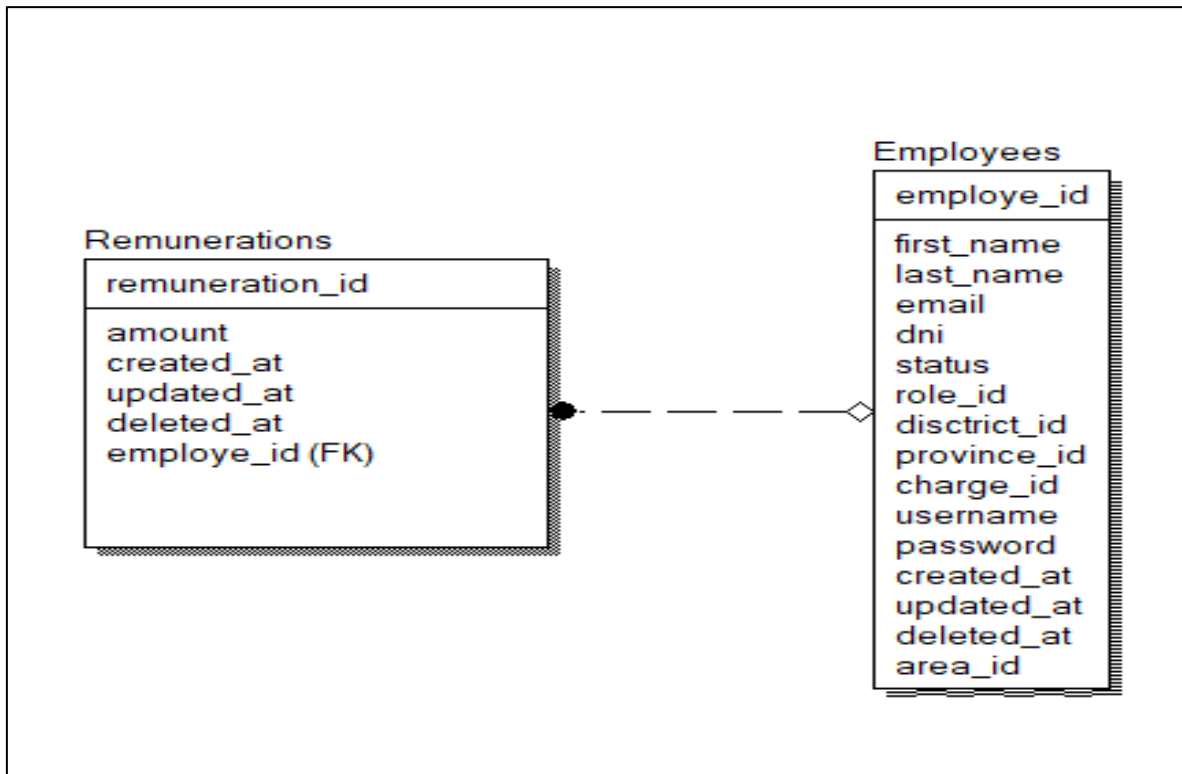 Remunerations
remuneration_id
amount
created_at
updated_at
deleted_at
employe_id (FK)
Employees
employe_id
first_name
last_name
email
dni
status
role_id
disctrict_id
province_id
charge_id
username
password
created_at
updated_at
deleted_at
area_id